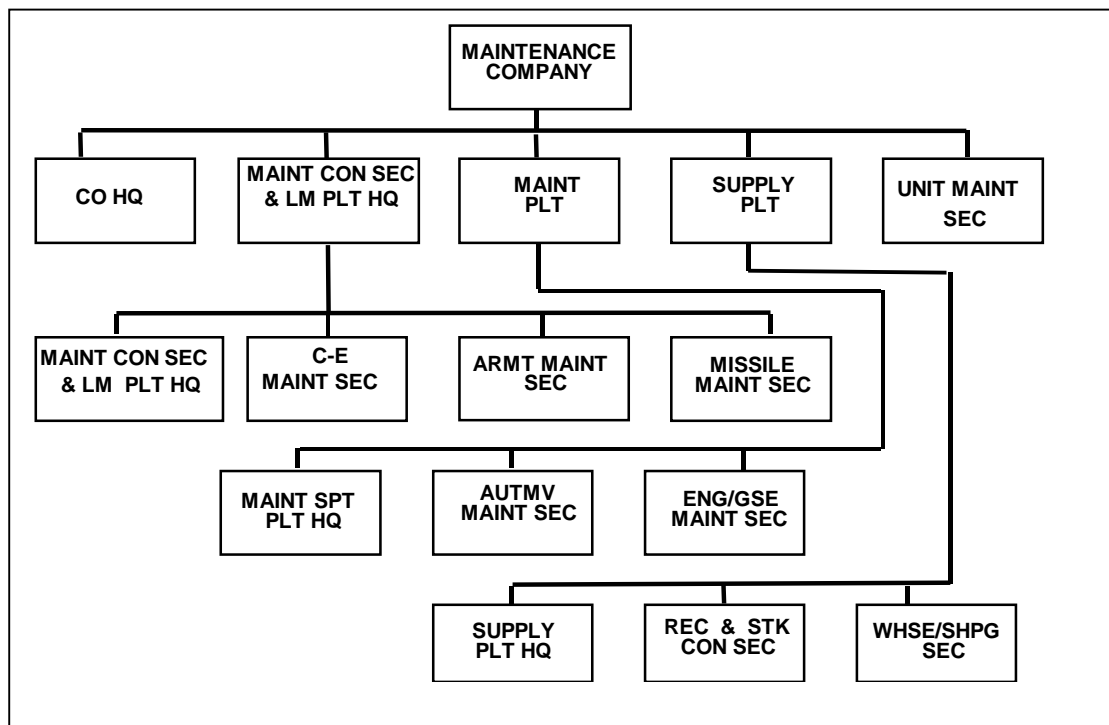 MAINTENANCE
COMPANY
CO HQ
MAINT CON SEC
& LM PLT HQ
MAINT
PLT
SUPPLY
PLT
UNIT MAINT
SEC
MAINT CON SEC
& LM PLT HQ
C-E
MAINT SEC
ARMT MAINT
SEC
MISSILE
MAINT SEC
MAINT SPT
PLT HQ
AUTMV
MAINT SEC
ENG/GSE
MAINT SEC
SUPPLY
PLT HQ
REC & STK
CON SEC
WHSE/SHPG
SEC